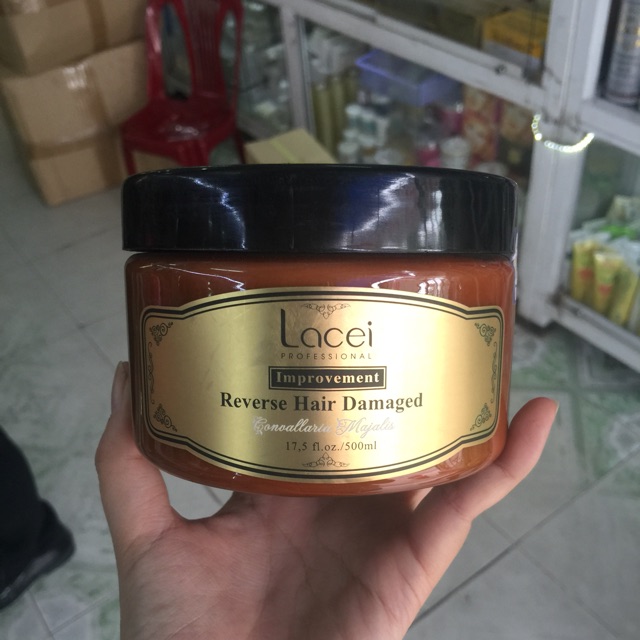 Lacei
PROFESSIONAL
Improvement
Reverse Hair Damaged
Convallaria Majalis
17,5 fl.oz./500ml